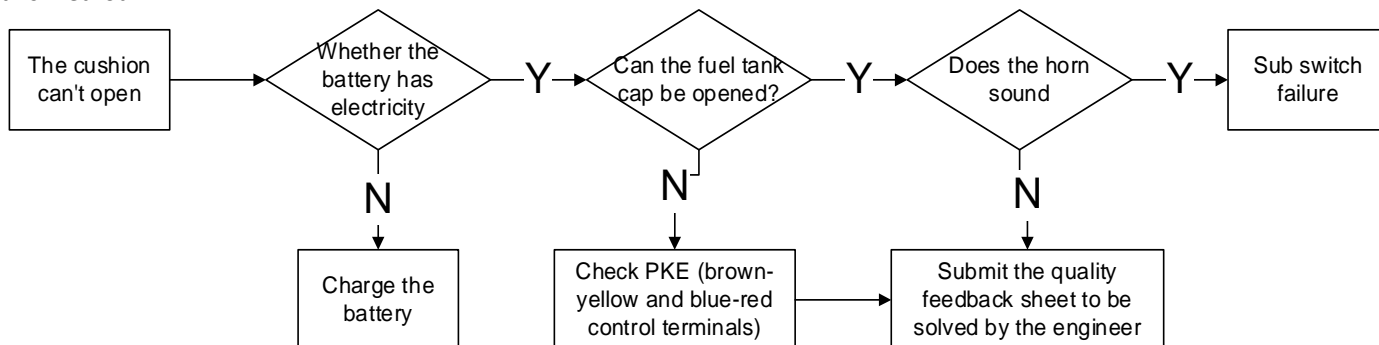 The cushion
can't open
Whether the
battery has
electricity
Y
Can the fuel tank
cap be opened?
Y
Does the horn
sound
Y
Sub switch
failure
N
N
N
Charge the
battery
Check PKE (brown-
yellow and blue-red
control terminals)
Submit the quality
feedback sheet to be
solved by the engineer